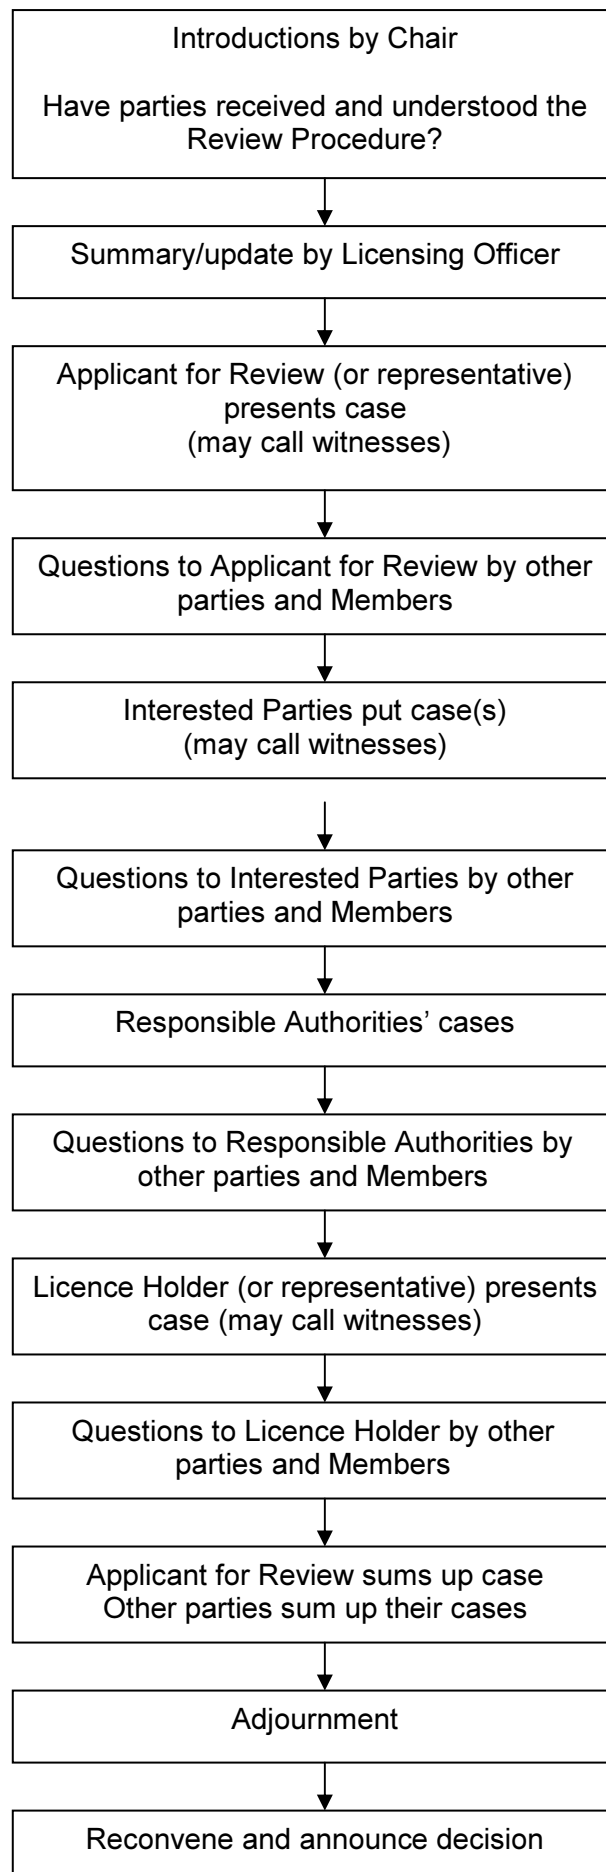 Introductions by Chair
Have parties received and understood the
Review Procedure?
Summary/update by Licensing Officer
Applicant for Review (or representative)
presents case
(may call witnesses)
Questions to Applicant for Review by other
parties and Members
Interested Parties put case(s)
(may call witnesses)
Questions to Interested Parties by other
parties and Members
Responsible Authorities’ cases
Questions to Responsible Authorities by
other parties and Members
Licence Holder (or representative) presents
case (may call witnesses)
Questions to Licence Holder by other
parties and Members
Applicant for Review sums up case
Other parties sum up their cases
Adjournment
Reconvene and announce decision